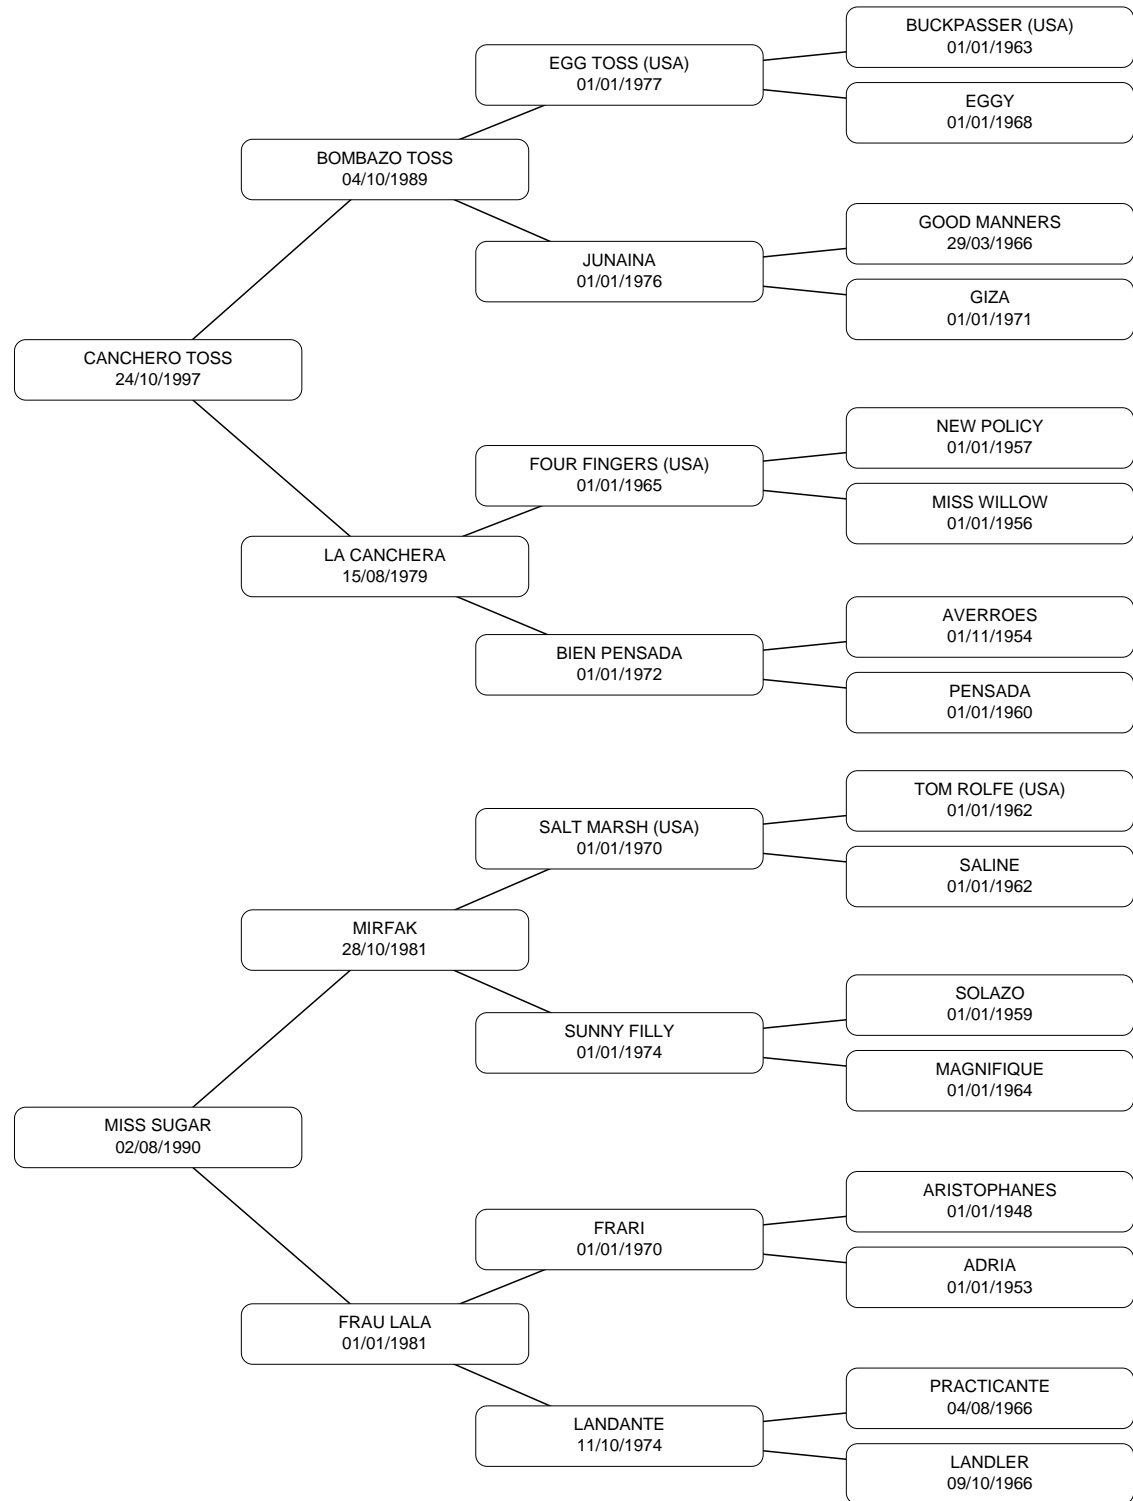 BUCKPASSER (USA)
01/01/1963
EGG TOSS (USA)
01/01/1977
EGGY
01/01/1968
BOMBAZO TOSS
04/10/1989
GOOD MANNERS
29/03/1966
JUNAINA
01/01/1976
GIZA
01/01/1971
CANCHERO TOSS
24/10/1997
NEW POLICY
01/01/1957
FOUR FINGERS (USA)
01/01/1965
MISS WILLOW
01/01/1956
LA CANCHERA
15/08/1979
AVERROES
01/11/1954
BIEN PENSADA
01/01/1972
PENSADA
01/01/1960
TOM ROLFE (USA)
01/01/1962
SALT MARSH (USA)
01/01/1970
SALINE
01/01/1962
MIRFAK
28/10/1981
SOLAZO
01/01/1959
SUNNY FILLY
01/01/1974
MAGNIFIQUE
01/01/1964
MISS SUGAR
02/08/1990
ARISTOPHANES
01/01/1948
FRARI
01/01/1970
ADRIA
01/01/1953
FRAU LALA
01/01/1981
PRACTICANTE
04/08/1966
LANDANTE
11/10/1974
LANDLER
09/10/1966